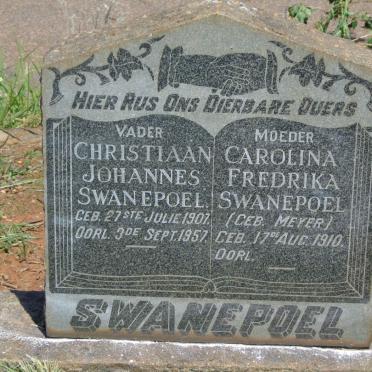 HIER RUS ONS DIERBARE OUERS
VADER
CHRISTIAAN
JOHANNES
SWANEPOEL.
GEB. 27STE JULIE 1907.
OORL. 3DE SEPT. 1957.
MOEDER
CAROLINA
FREDRIKA
SWANEPOEL
(GEB. MEYER)
GEB. 17DE AUG. 1910.
OORL.
SWANEPOEL